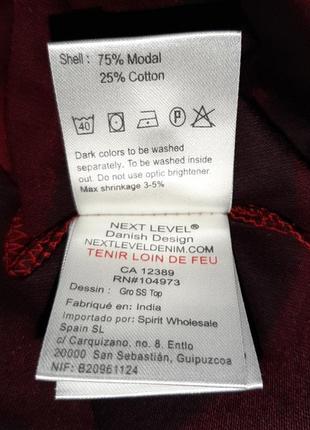 Shell : 75% Modal
25% Cotton
40 P
Dark colors to be washed
separately. To be washed inside
out. Do not use optic brightener.
Max shrinkage 3-5%
NEXT LEVEL®
Danish Design
NEXTLEVELDENIM.COM
TENIR LOIN DE FEU
CA 12389
RN#104973
Dessin : Gro SS Top
Fabriqué en: India
Importado por: Spirit Wholesale
Spain SL
c/ Carquizano, no. 8. Entlo
20000 San Sebastián, Guipuzcoa
NIF: B20961124